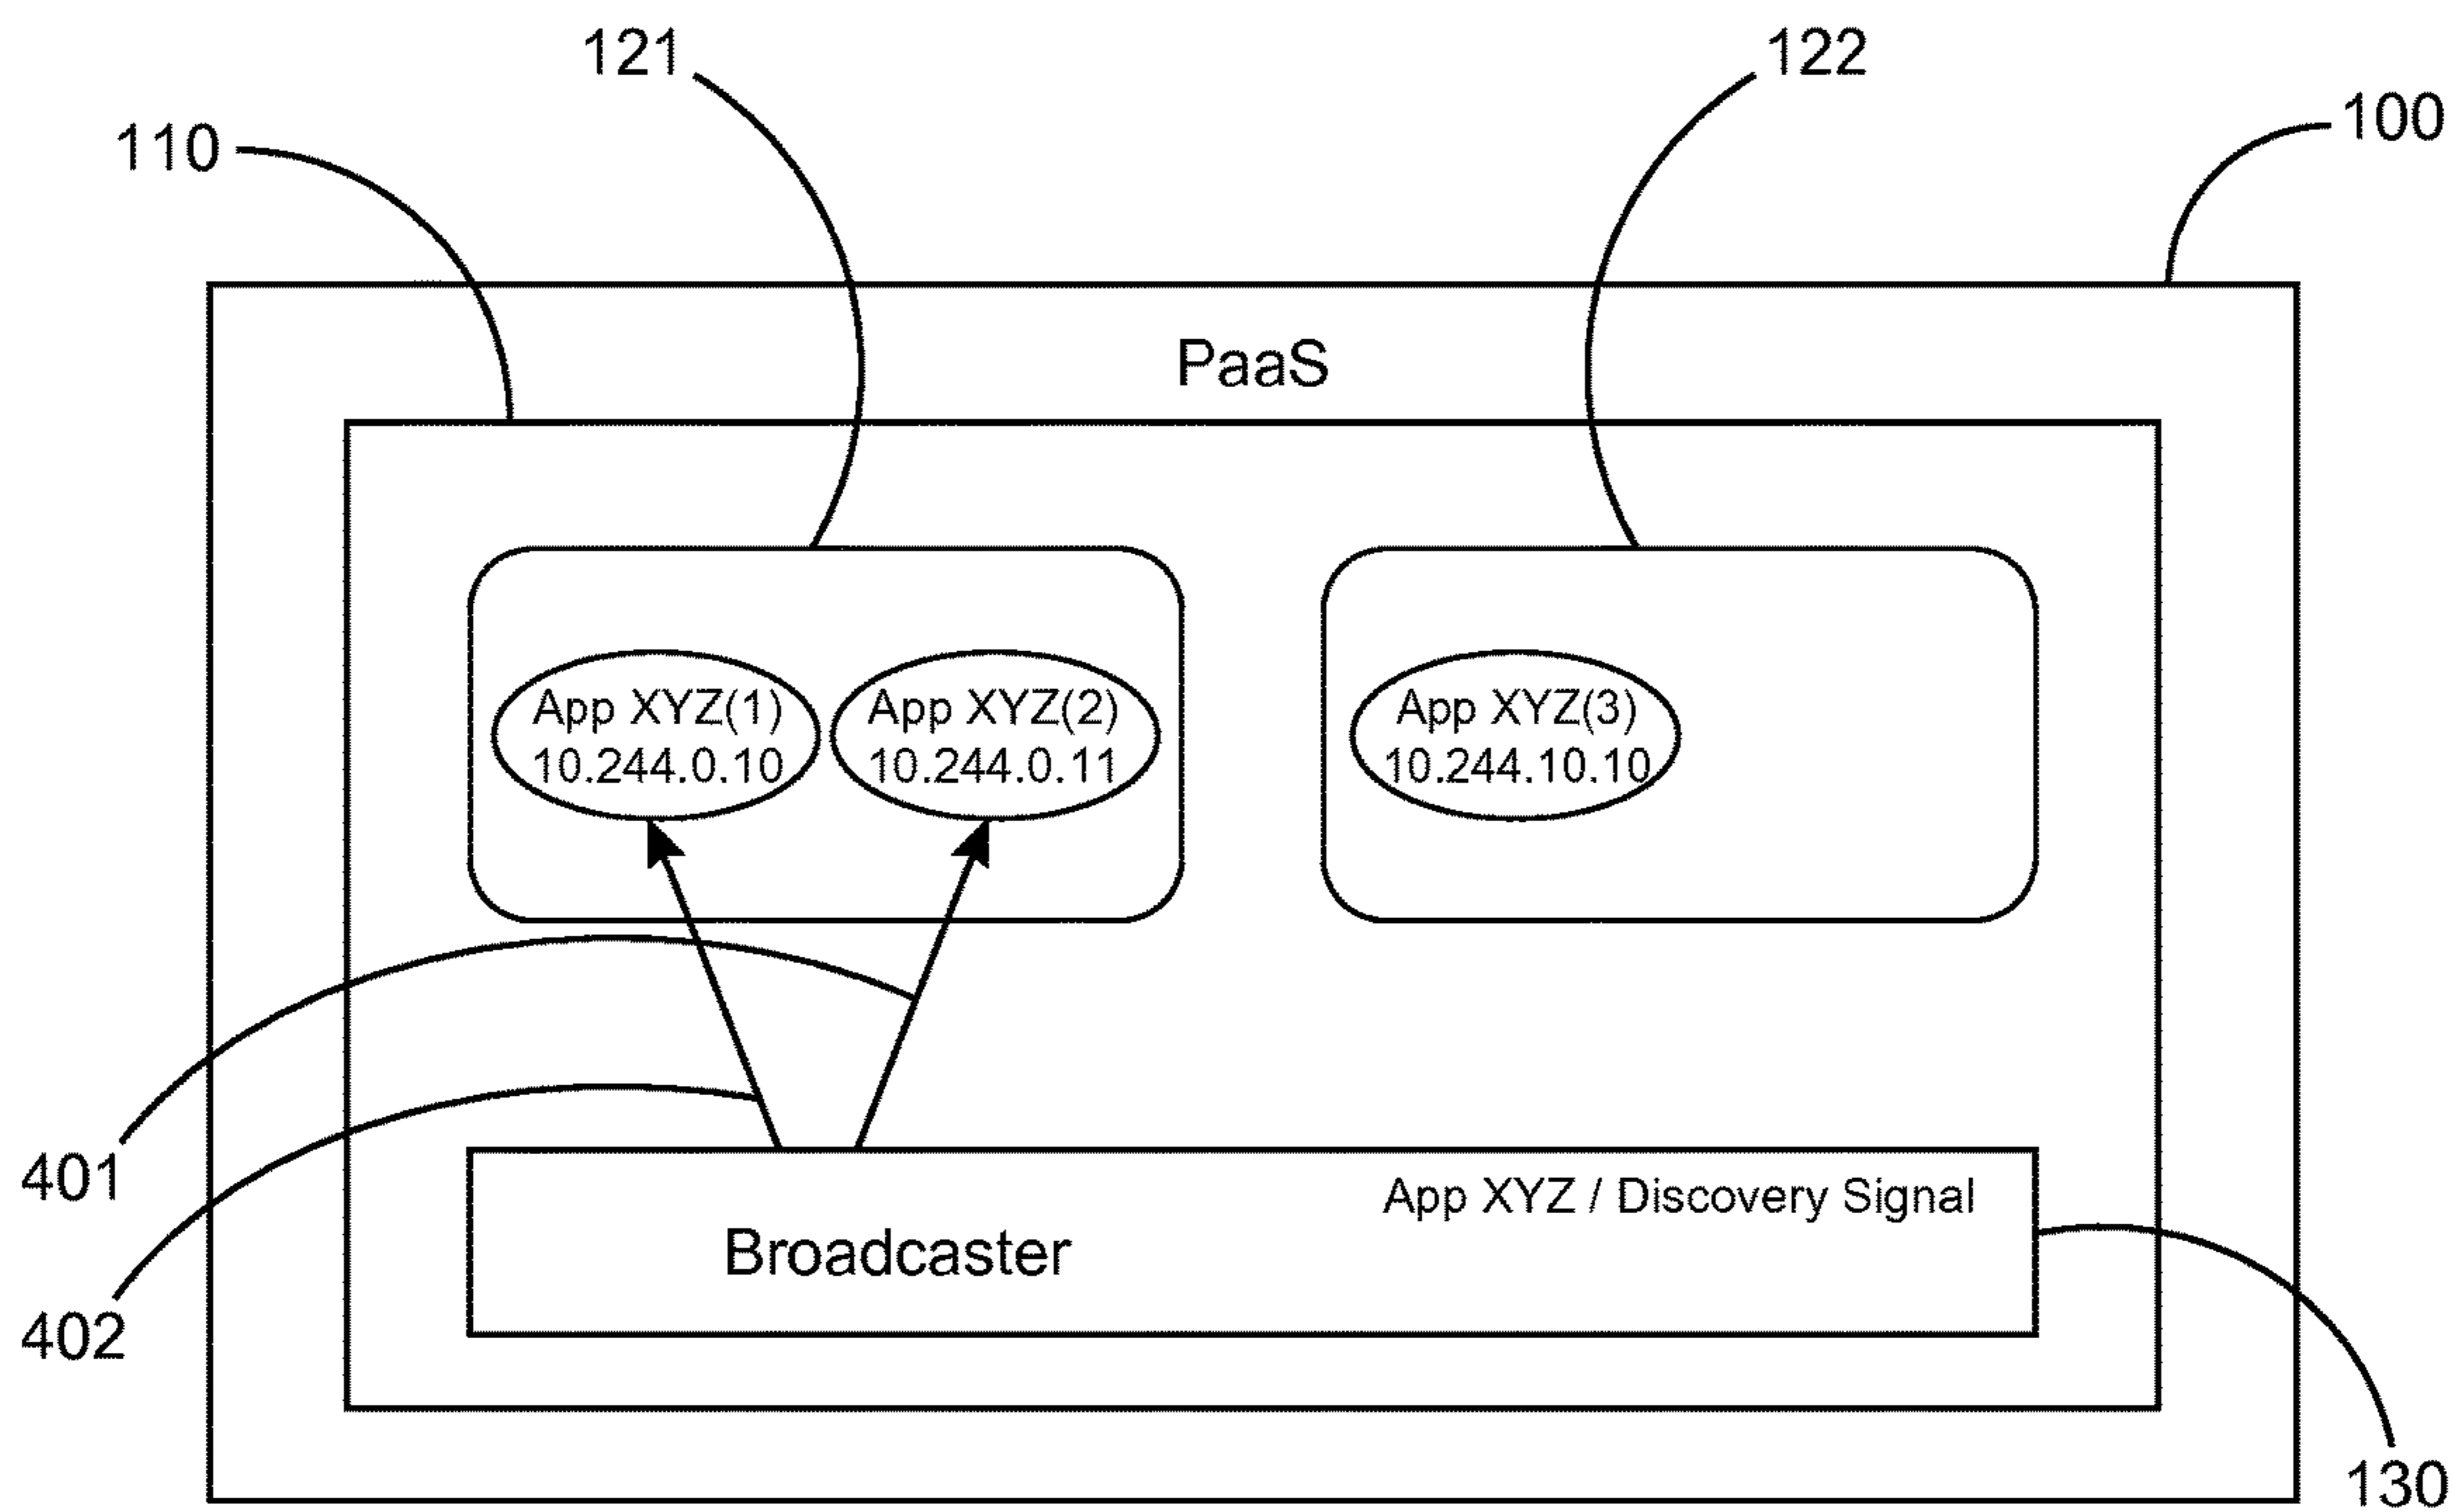 121
122
100
110
PaaS
App XYZ(1)
10.244.0.10
App XYZ(2)
10.244.0.11
App XYZ(3)
10.244.10.10
401
App XYZ / Discovery Signal
Broadcaster
402
130